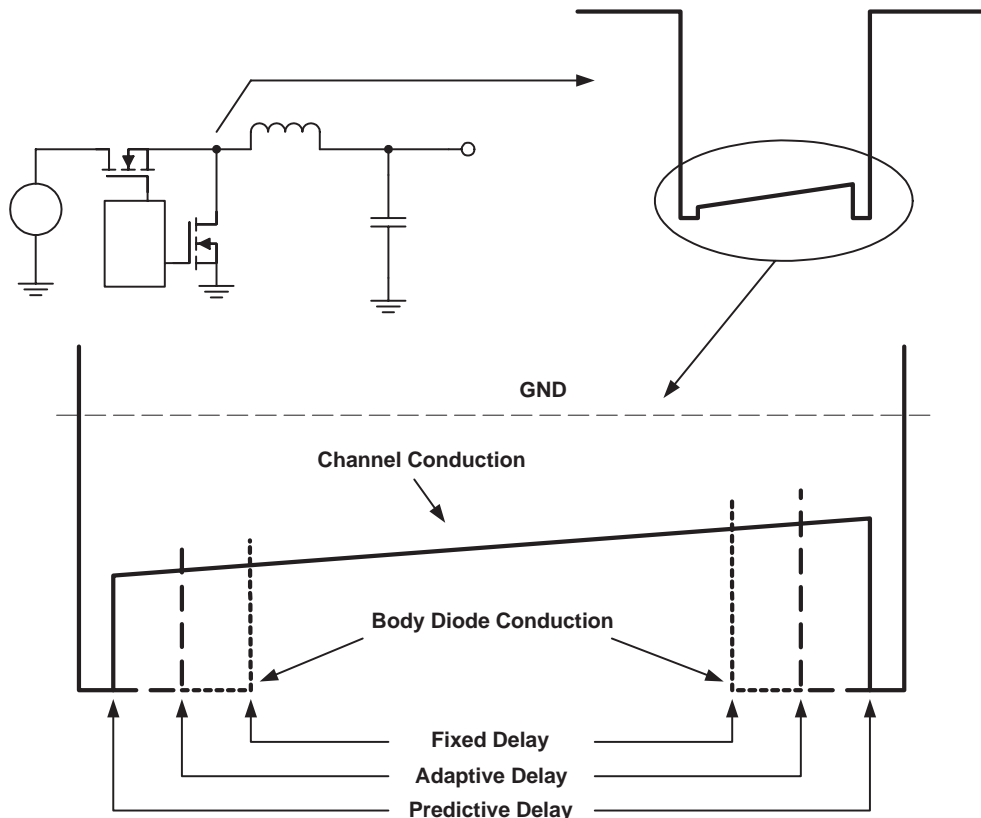 GND
Channel Conduction
Body Diode Conduction
Fixed Delay
Adaptive Delay
Predictive Delay